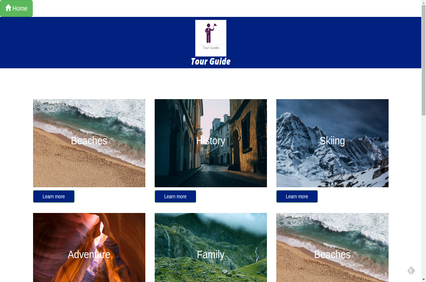 Home
Tour Guide
Tour Guide
Beaches
History
Skiing
Learn more
Learn more
Learn more
Adventure
Family
Beaches